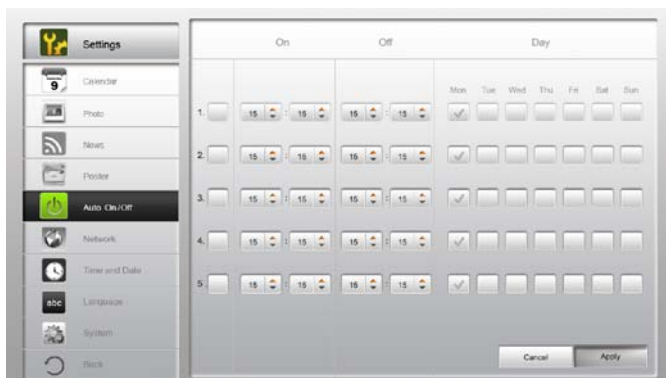 Settings
On Off Day
9 Calendar
Mon Tue Wed Thu Fri Sat Sun
Photo
1. 15 : 15 15 : 15
News
2. 15 : 15 15 : 15
Poster
3. 15 : 15 15 : 15
Auto On/Off
4. 15 : 15 15 : 15
Network
Time and Date
5. 15 : 15 15 : 15
abc Language
System
Back
Cancel Apply